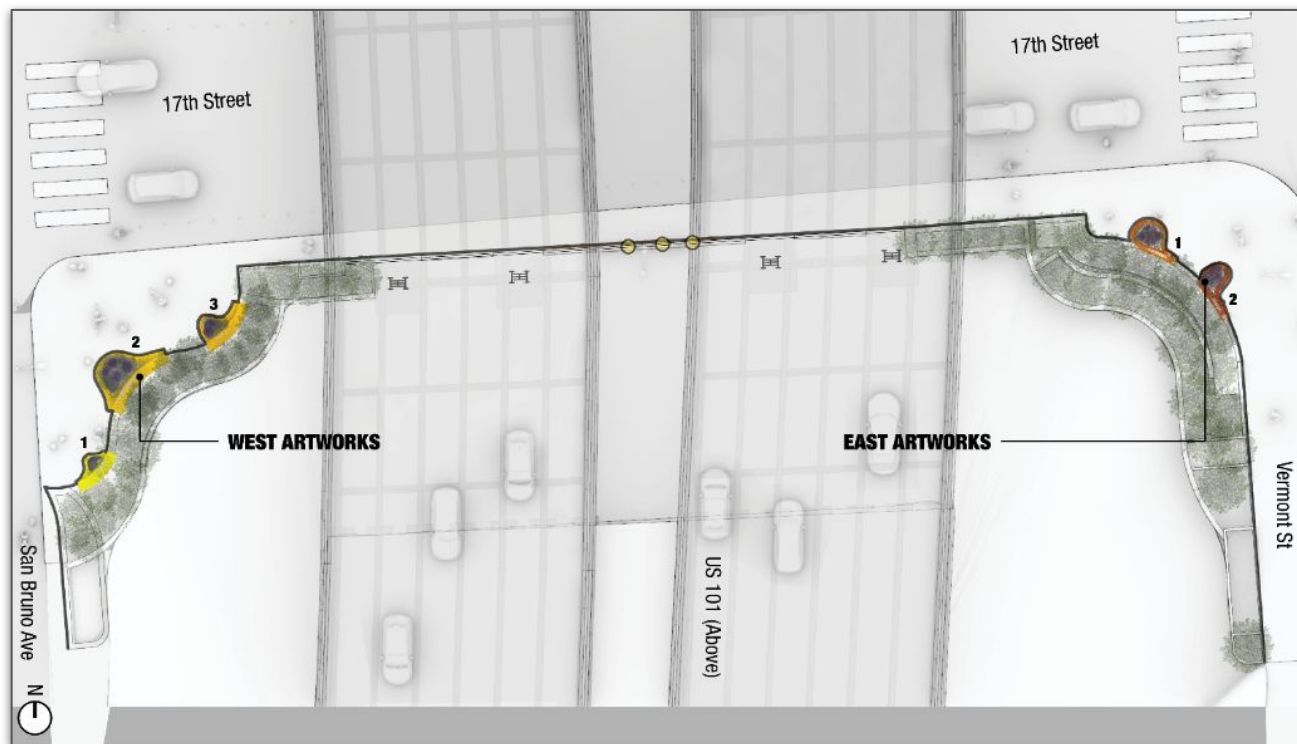 17th Street
17th Street
1
2
3
2
1
WEST ARTWORKS
EAST ARTWORKS
San Bruno Ave
US 101 (Above)
Vermont St
N